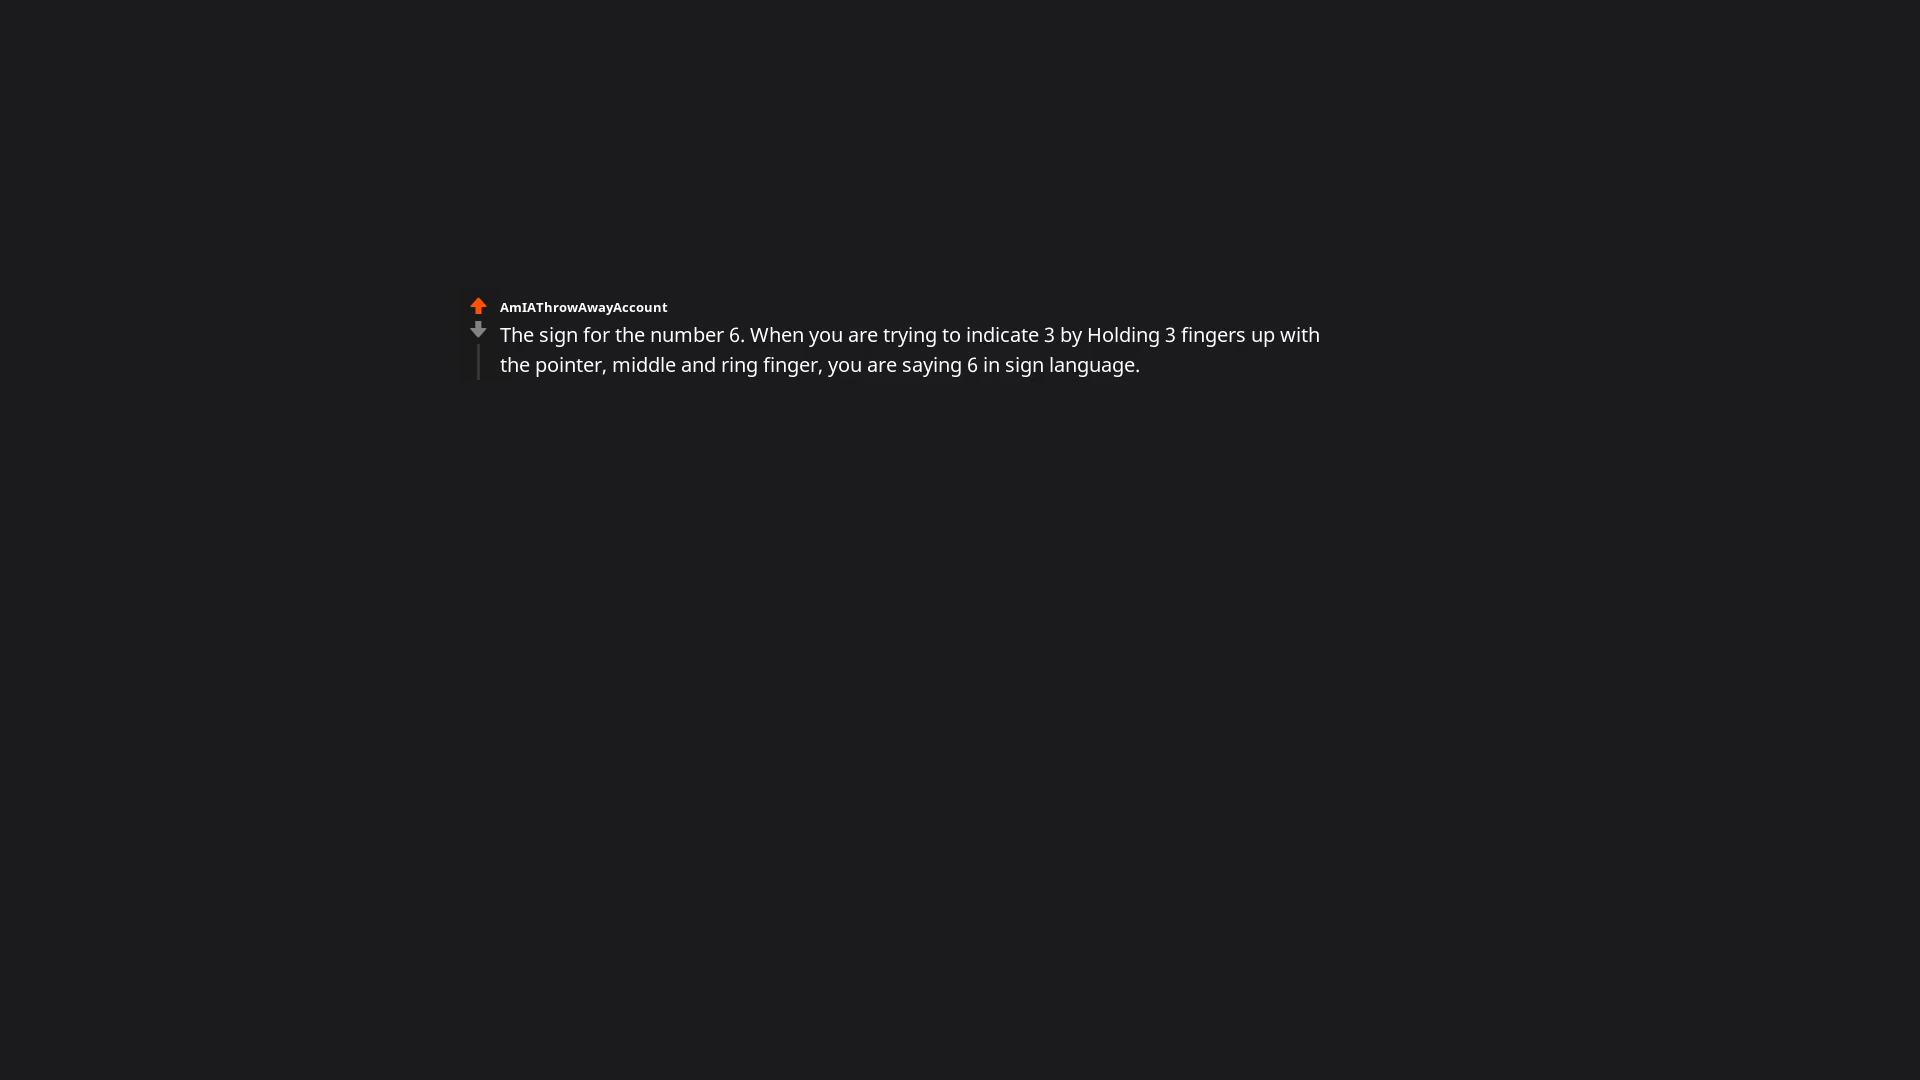 AmIAThrowAwayAccount
The sign for the number 6. When you are trying to indicate 3 by Holding 3 fingers up with
the pointer, middle and ring finger, you are saying 6 in sign language.